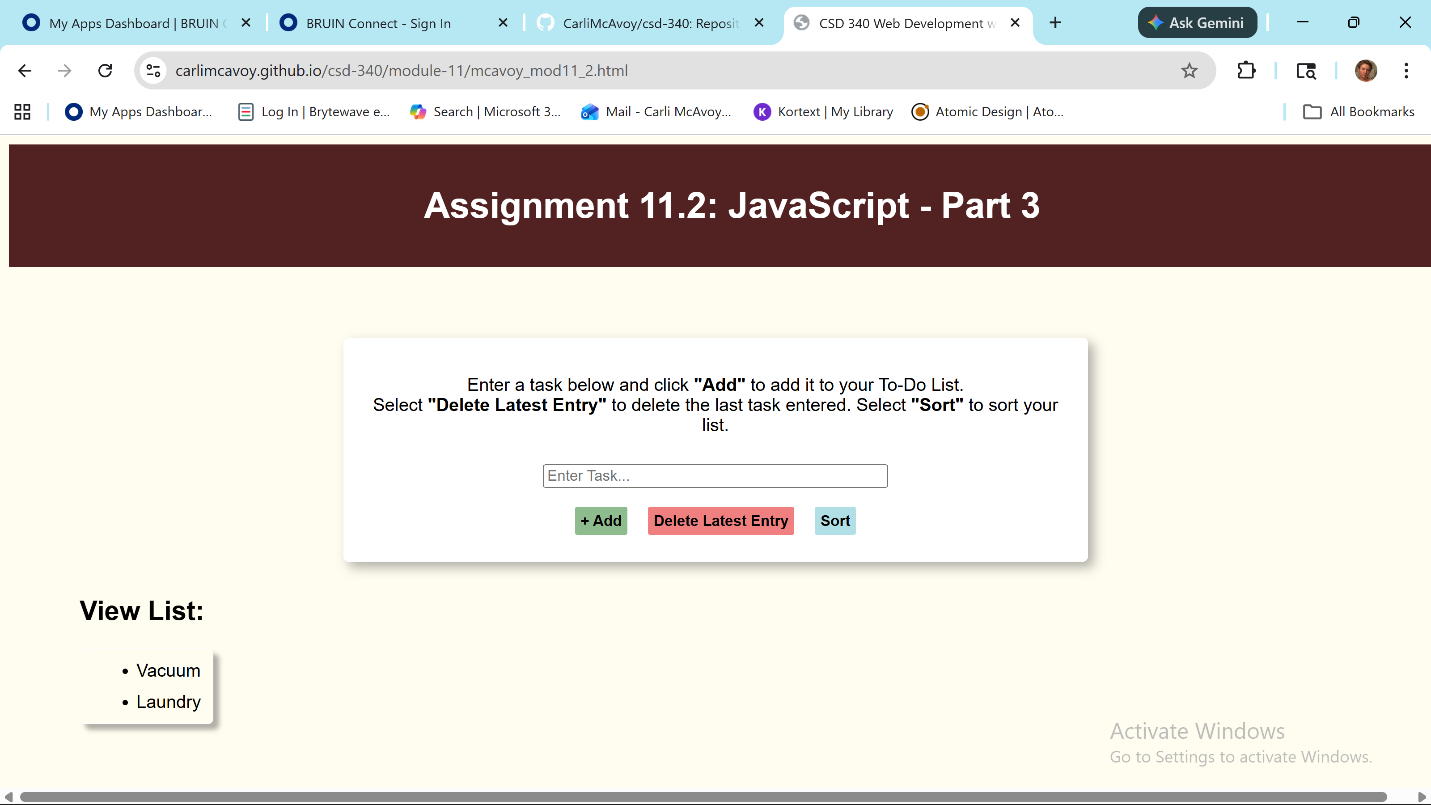 My Apps Dashboard | BRUIN
BRUIN Connect - Sign In
CarliMcAvoy/csd-340: Reposit
CSD 340 Web Development w
Ask Gemini
carlimcavoy.github.io/csd-340/module-11/mcavoy_mod11_2.html
My Apps Dashboar...
Log In | Brytewave e...
Search | Microsoft 3...
Mail - Carli McAvoy...
K
Kortext | My Library
Atomic Design | Ato...
All Bookmarks
Assignment 11.2: JavaScript - Part 3
Enter a task below and click "Add" to add it to your To-Do List.
Select "Delete Latest Entry" to delete the last task entered. Select "Sort" to sort your
list.
Enter Task...
+ Add
Delete Latest Entry
Sort
View List:
• Vacuum
• Laundry
Activate Windows
Go to Settings to activate Windows.